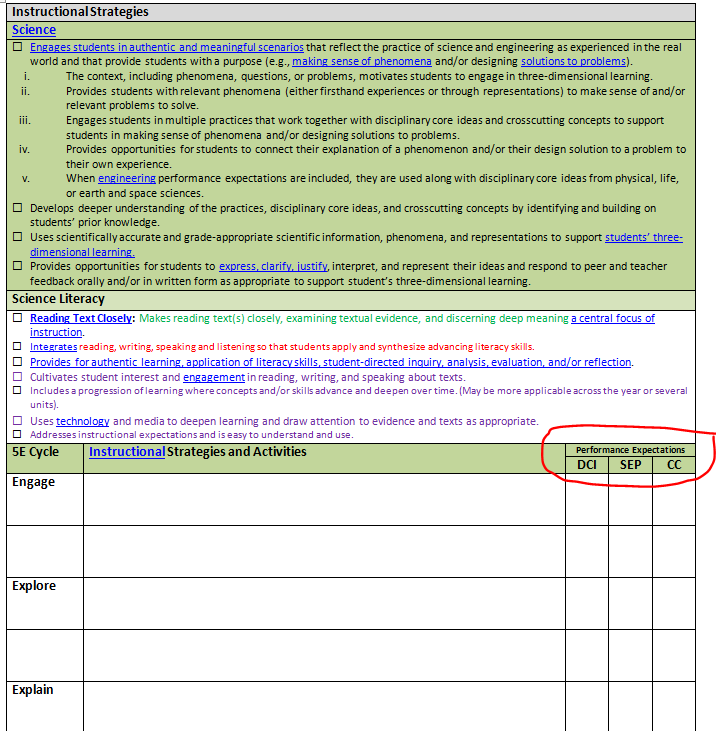 Instructional Strategies
Science
☐ Engages students in authentic and meaningful scenarios that reflect the practice of science and engineering as experienced in the real
world and that provide students with a purpose (e.g., making sense of phenomena and/or designing solutions to problems).
i. The context, including phenomena, questions, or problems, motivates students to engage in three-dimensional learning.
ii. Provides students with relevant phenomena (either firsthand experiences or through representations) to make sense of and/or
relevant problems to solve.
iii. Engages students in multiple practices that work together with disciplinary core ideas and crosscutting concepts to support
students in making sense of phenomena and/or designing solutions to problems.
iv. Provides opportunities for students to connect their explanation of a phenomenon and/or their design solution to a problem to
their own experience.
v. When engineering performance expectations are included, they are used along with disciplinary core ideas from physical, life,
or earth and space sciences.
☐ Develops deeper understanding of the practices, disciplinary core ideas, and crosscutting concepts by identifying and building on
students' prior knowledge.
☐ Uses scientifically accurate and grade-appropriate scientific information, phenomena, and representations to support students' three-
dimensional learning.
☐ Provides opportunities for students to express, clarify, justify, interpret, and represent their ideas and respond to peer and teacher
feedback orally and/or in written form as appropriate to support student's three-dimensional learning.
Science Literacy
☐ Reading Text Closely: Makes reading text(s) closely, examining textual evidence, and discerning deep meaning a central focus of
instruction.
☐ Integrates reading, writing, speaking and listening so that students apply and synthesize advancing literacy skills.
☐ Provides for authentic learning, application of literacy skills, student-directed inquiry, analysis, evaluation, and/or reflection.
☐ Cultivates student interest and engagement in reading, writing, and speaking about texts.
☐ Includes a progression of learning where concepts and/or skills advance and deepen over time. (May be more applicable across the year or several
units).
☐ Uses technology and media to deepen learning and draw attention to evidence and texts as appropriate.
☐ Addresses instructional expectations and is easy to understand and use.
5E Cycle Instructional Strategies and Activities Performance Expectations
DCI SEP CC
Engage
Explore
Explain